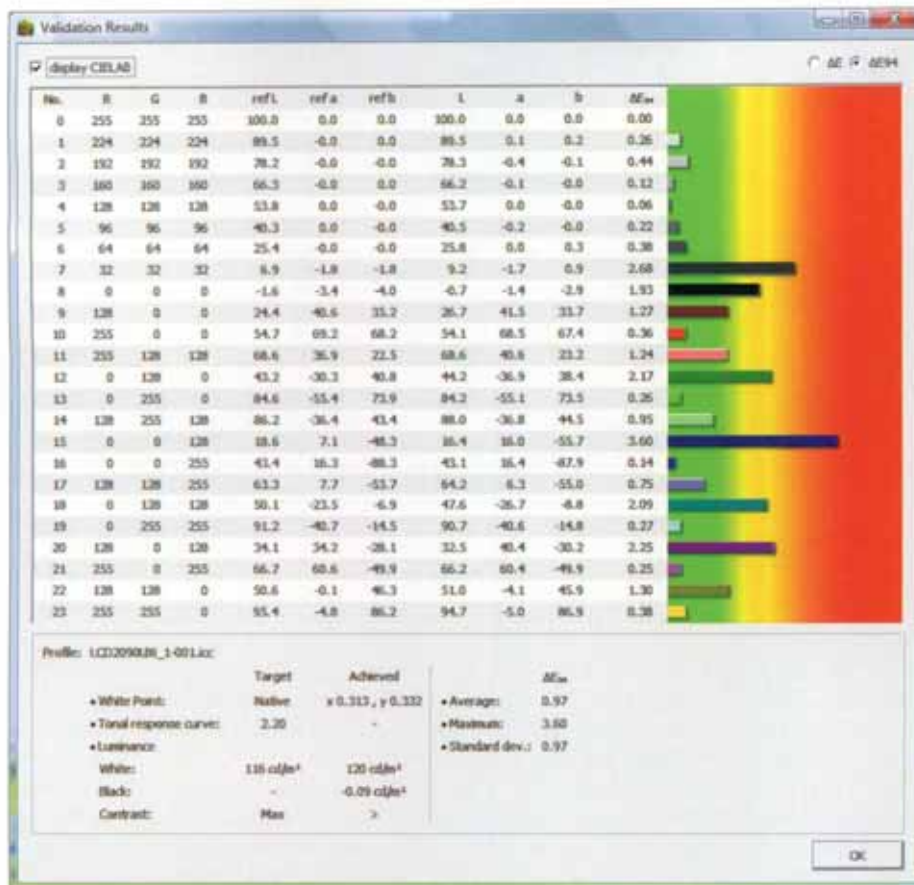 Validation Results
display CIELAB ΔE ΔE94
No. R G B ref L ref a ref b L a b ΔE94
0 255 255 255 100.0 0.0 0.0 100.0 0.0 0.0 0.00
1 224 224 224 89.5 -0.0 0.0 89.5 0.1 0.2 0.26
2 192 192 192 78.2 -0.0 -0.0 78.3 -0.4 -0.1 0.44
3 160 160 160 66.3 -0.0 0.0 66.2 -0.1 -0.0 0.12
4 128 128 128 53.8 0.0 -0.0 53.7 0.0 -0.0 0.06
5 96 96 96 40.3 0.0 -0.0 40.5 -0.2 -0.0 0.22
6 64 64 64 25.4 -0.0 -0.0 25.8 0.0 0.3 0.38
7 32 32 32 6.9 -1.8 -1.8 9.2 -1.7 0.9 2.68
8 0 0 0 -1.6 -3.4 -4.0 -0.7 -1.4 -2.9 1.93
9 128 0 0 24.4 -40.6 35.2 26.7 41.5 33.7 1.27
10 255 0 0 54.7 69.2 68.2 54.1 68.5 67.4 0.36
11 255 128 128 68.6 36.9 22.5 68.6 40.6 23.2 1.24
12 0 128 0 43.2 -30.3 40.8 44.2 -36.9 38.4 2.17
13 0 255 0 84.6 -55.4 73.9 84.2 -55.1 73.5 0.26
14 128 255 128 86.2 -36.4 43.4 88.0 -36.8 44.5 0.95
15 0 0 128 18.6 7.1 -48.3 16.4 16.0 -55.7 3.60
16 0 0 255 43.4 16.3 -88.3 43.1 16.4 -87.9 0.14
17 128 128 255 63.3 7.7 -53.7 64.2 6.3 -55.0 0.75
18 0 128 128 50.1 -23.5 -6.9 47.6 -26.7 -8.8 2.09
19 0 255 255 91.2 -40.7 -14.5 90.7 -40.6 -14.8 0.27
20 128 0 128 34.1 34.2 -28.1 32.5 40.4 -30.2 2.25
21 255 0 255 66.7 60.6 -49.9 66.2 60.4 -49.9 0.25
22 128 128 0 50.6 -0.1 46.3 51.0 -4.1 45.9 1.30
23 255 255 0 95.4 -4.8 86.2 94.7 -5.0 86.9 0.38
Profile: LCD2090UXi_1-001.icc
Target Achieved ΔE94
• White Point: Native x 0.313 , y 0.332 • Average: 0.97
• Tonal response curve: 2.20 - • Maximum: 3.60
• Luminance • Standard dev.: 0.97
White: 116 cd/m² 120 cd/m²
Black: - -0.09 cd/m²
Contrast: Max >
OK